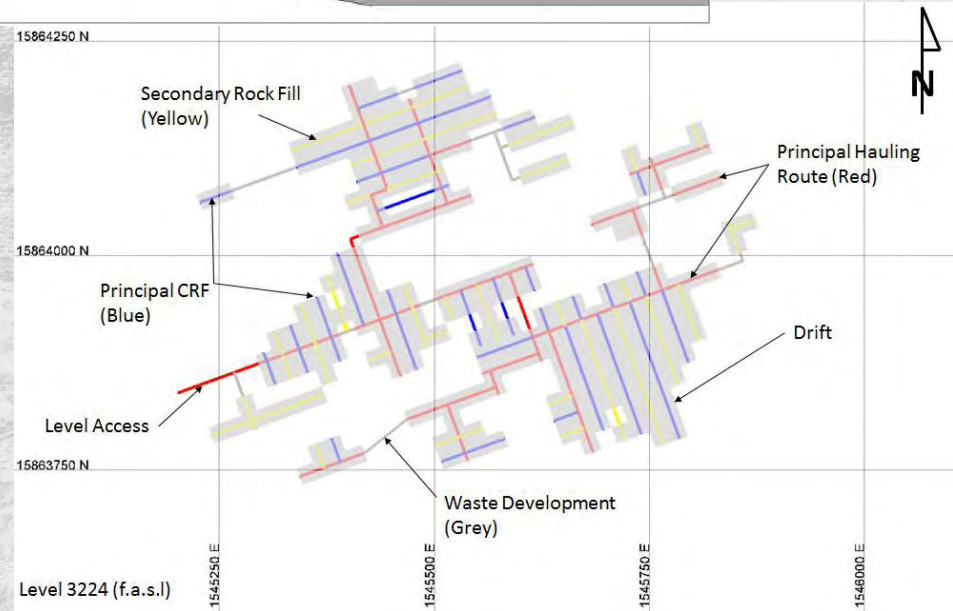 15864250 N
N
Secondary Rock Fill
(Yellow)
Principal Hauling
Route (Red)
15864000 N
Principal CRF
(Blue)
Drift
Level Access
15863750 N
Waste Development
(Grey)
Level 3224 (f.a.s.l)
1545250 E
1545500 E
1545750 E
1546000 E